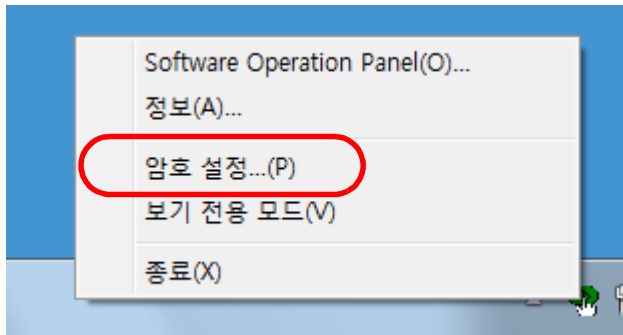 Software Operation Panel(O)...
정보(A)...
암호 설정...(P)
보기 전용 모드(V)
종료(X)